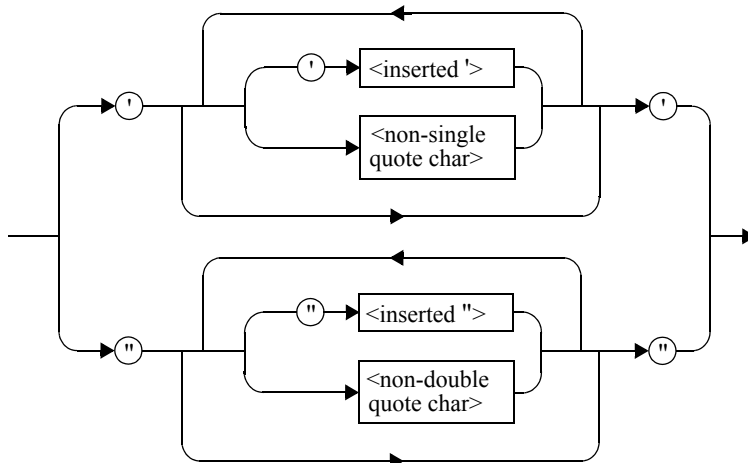 ' <inserted '>
' <non-single
quote char> '
" <inserted ">
" <non-double
quote char> "